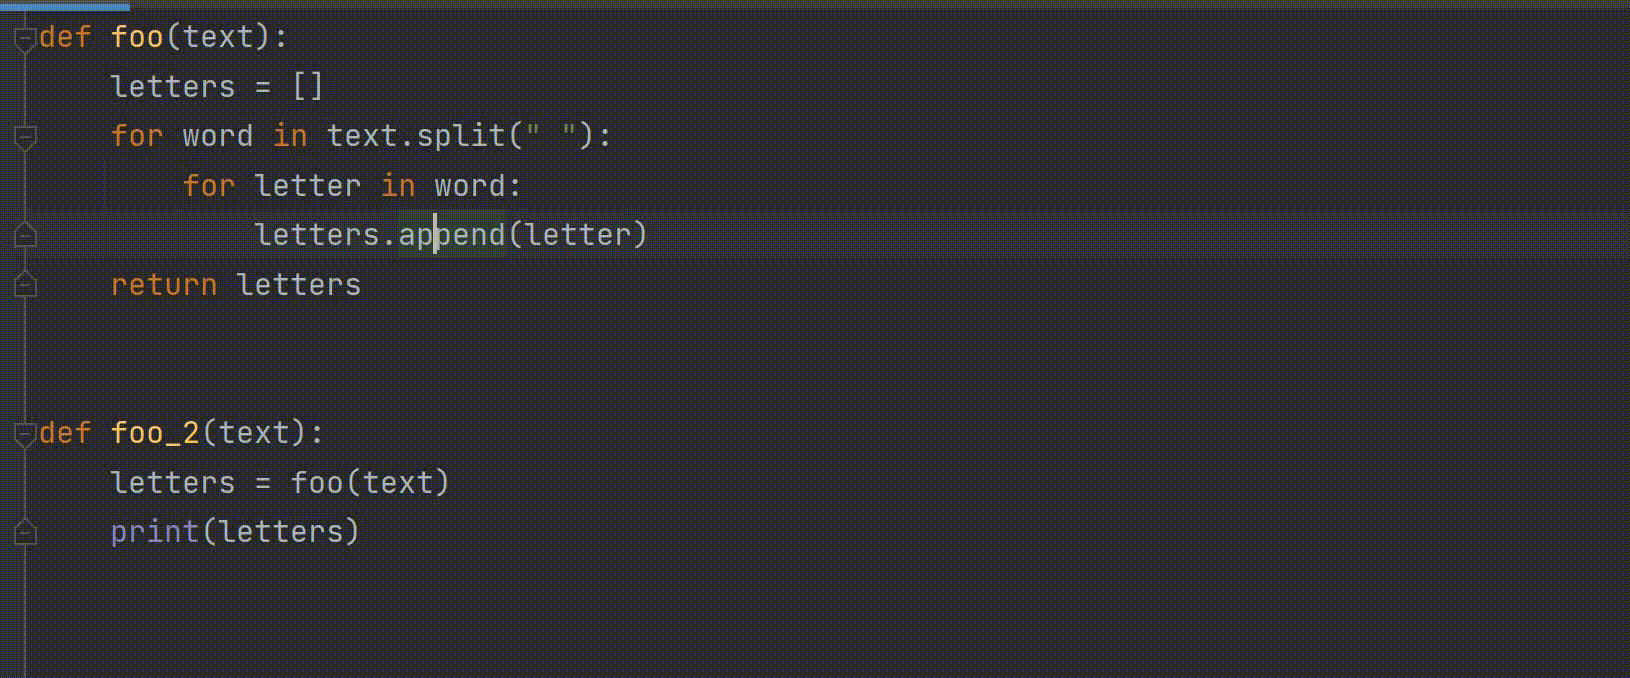 def foo(text):
    letters = []
    for word in text.split(" "):
        for letter in word:
            letters.append(letter)
    return letters
def foo_2(text):
    letters = foo(text)
    print(letters)